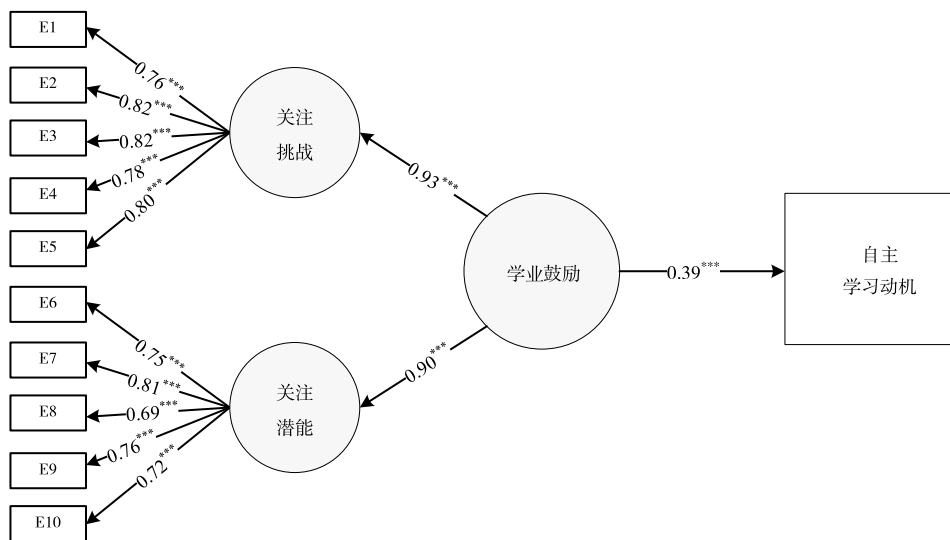 E1
E2
E3
E4
E5
E6
E7
E8
E9
E10
0.76***
0.82***
0.82***
0.78***
0.80***
0.75***
0.81***
0.69***
0.76***
0.72***
关注
挑战
关注
潜能
0.93***
0.90***
学业鼓励
0.39***
自主
学习动机